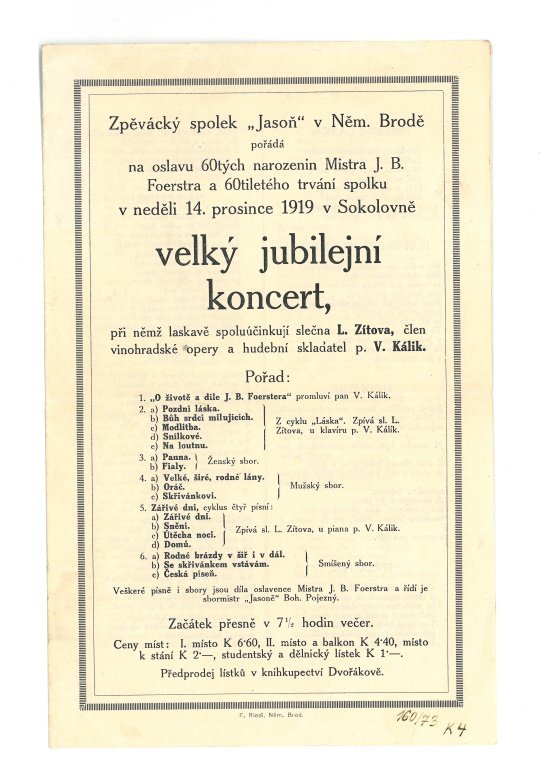 Zpěvácký spolek „Jasoň“ v Něm. Brodě
pořádá
na oslavu 60tých narozenin Mistra J. B.
Foerstra a 60tiletého trvání spolku
v neděli 14. prosince 1919 v Sokolovně
velký jubilejní
koncert,
při němž laskavě spoluúčinkují slečna L. Zítova, člen
vinohradské opery a hudební skladatel p. V. Kálik.
Pořad:
1. „O životě a díle J. B. Foerstera“ promluví pan V. Kálik.
2. a) Pozdní láska.
b) Bůh srdcí milujících.
c) Modlitba.
d) Snílkové.
e) Na loutnu.
Z cyklu „Láska“. Zpívá sl. L.
Zítova, u klavíru p. V. Kálik.
3. a) Panna.
b) Fialy.
Ženský sbor.
4. a) Velké, širé, rodné lány.
b) Oráč.
c) Skřivánkovi.
Mužský sbor.
5. Zářivé dni, cyklus čtyř písní:
a) Zářivé dni.
b) Snění.
c) Útěcha noci.
d) Domů.
Zpívá sl. L. Zítova, u piana p. V. Kálik.
6. a) Rodné brázdy v šíř i v dál.
b) Se skřivánkem vstávám.
c) Česká píseň.
Smíšený sbor.
Veškeré písně i sbory jsou díla oslavence Mistra J. B. Foerstra a řídí je
sbormistr „Jasoně“ Boh. Pojezný.
Začátek přesně v 7½ hodin večer.
Ceny míst: I. místo K 6·60, II. místo a balkon K 4·40, místo
k stání K 2·—, studentský a dělnický lístek K 1·—.
Předprodej lístků v knihkupectví Dvořákově.
F. Riedl, Něm. Brod.
160/73
K4